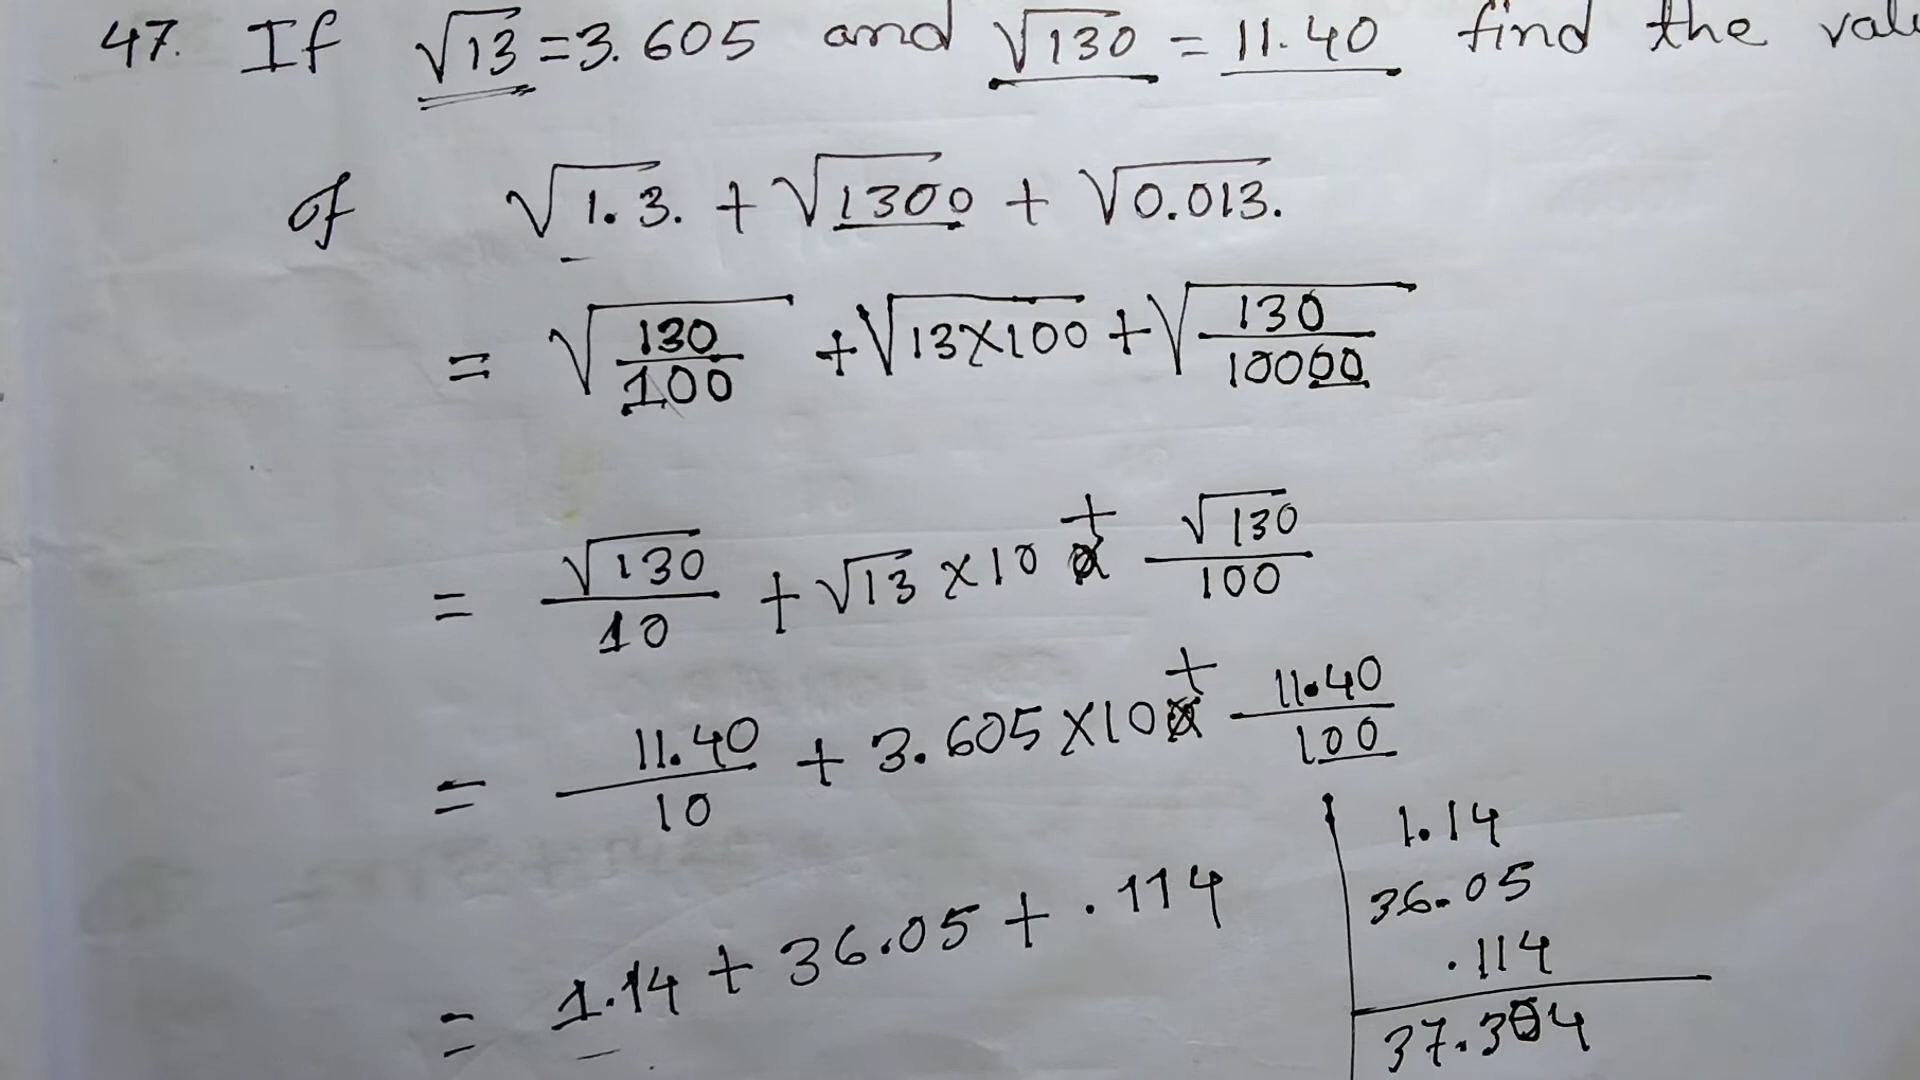 47. If √13 = 3.605 and √130 = 11.40 find the
of √1.3. + √1300 + √0.013.
= √130/100 + √13×100 + √130/10000
= √130/10 + √13 × 10 + √130/100
= 11.40/10 + 3.605 × 10 + 11.40/100
= 1.14 + 36.05 + .114
1.14
36.05
.114
37.304